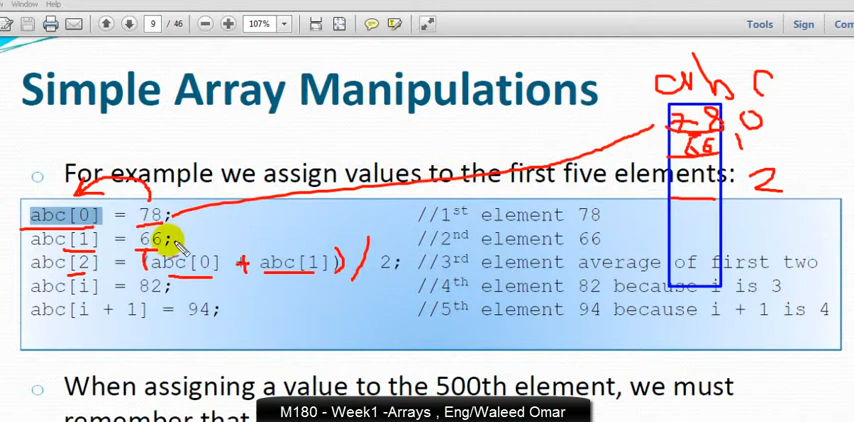 Window Help
9 / 46 107% Tools Sign
Simple Array Manipulations
abc
78 0
66 1
2
For example we assign values to the first five elements:
abc[0] = 78; //1st element 78
abc[1] = 66; //2nd element 66
abc[2] = (abc[0] + abc[1]) / 2; //3rd element average of first two
abc[i] = 82; //4th element 82 because i is 3
abc[i + 1] = 94; //5th element 94 because i + 1 is 4
When assigning a value to the 500th element, we must
remember that
M180 - Week1 -Arrays , Eng/Waleed Omar